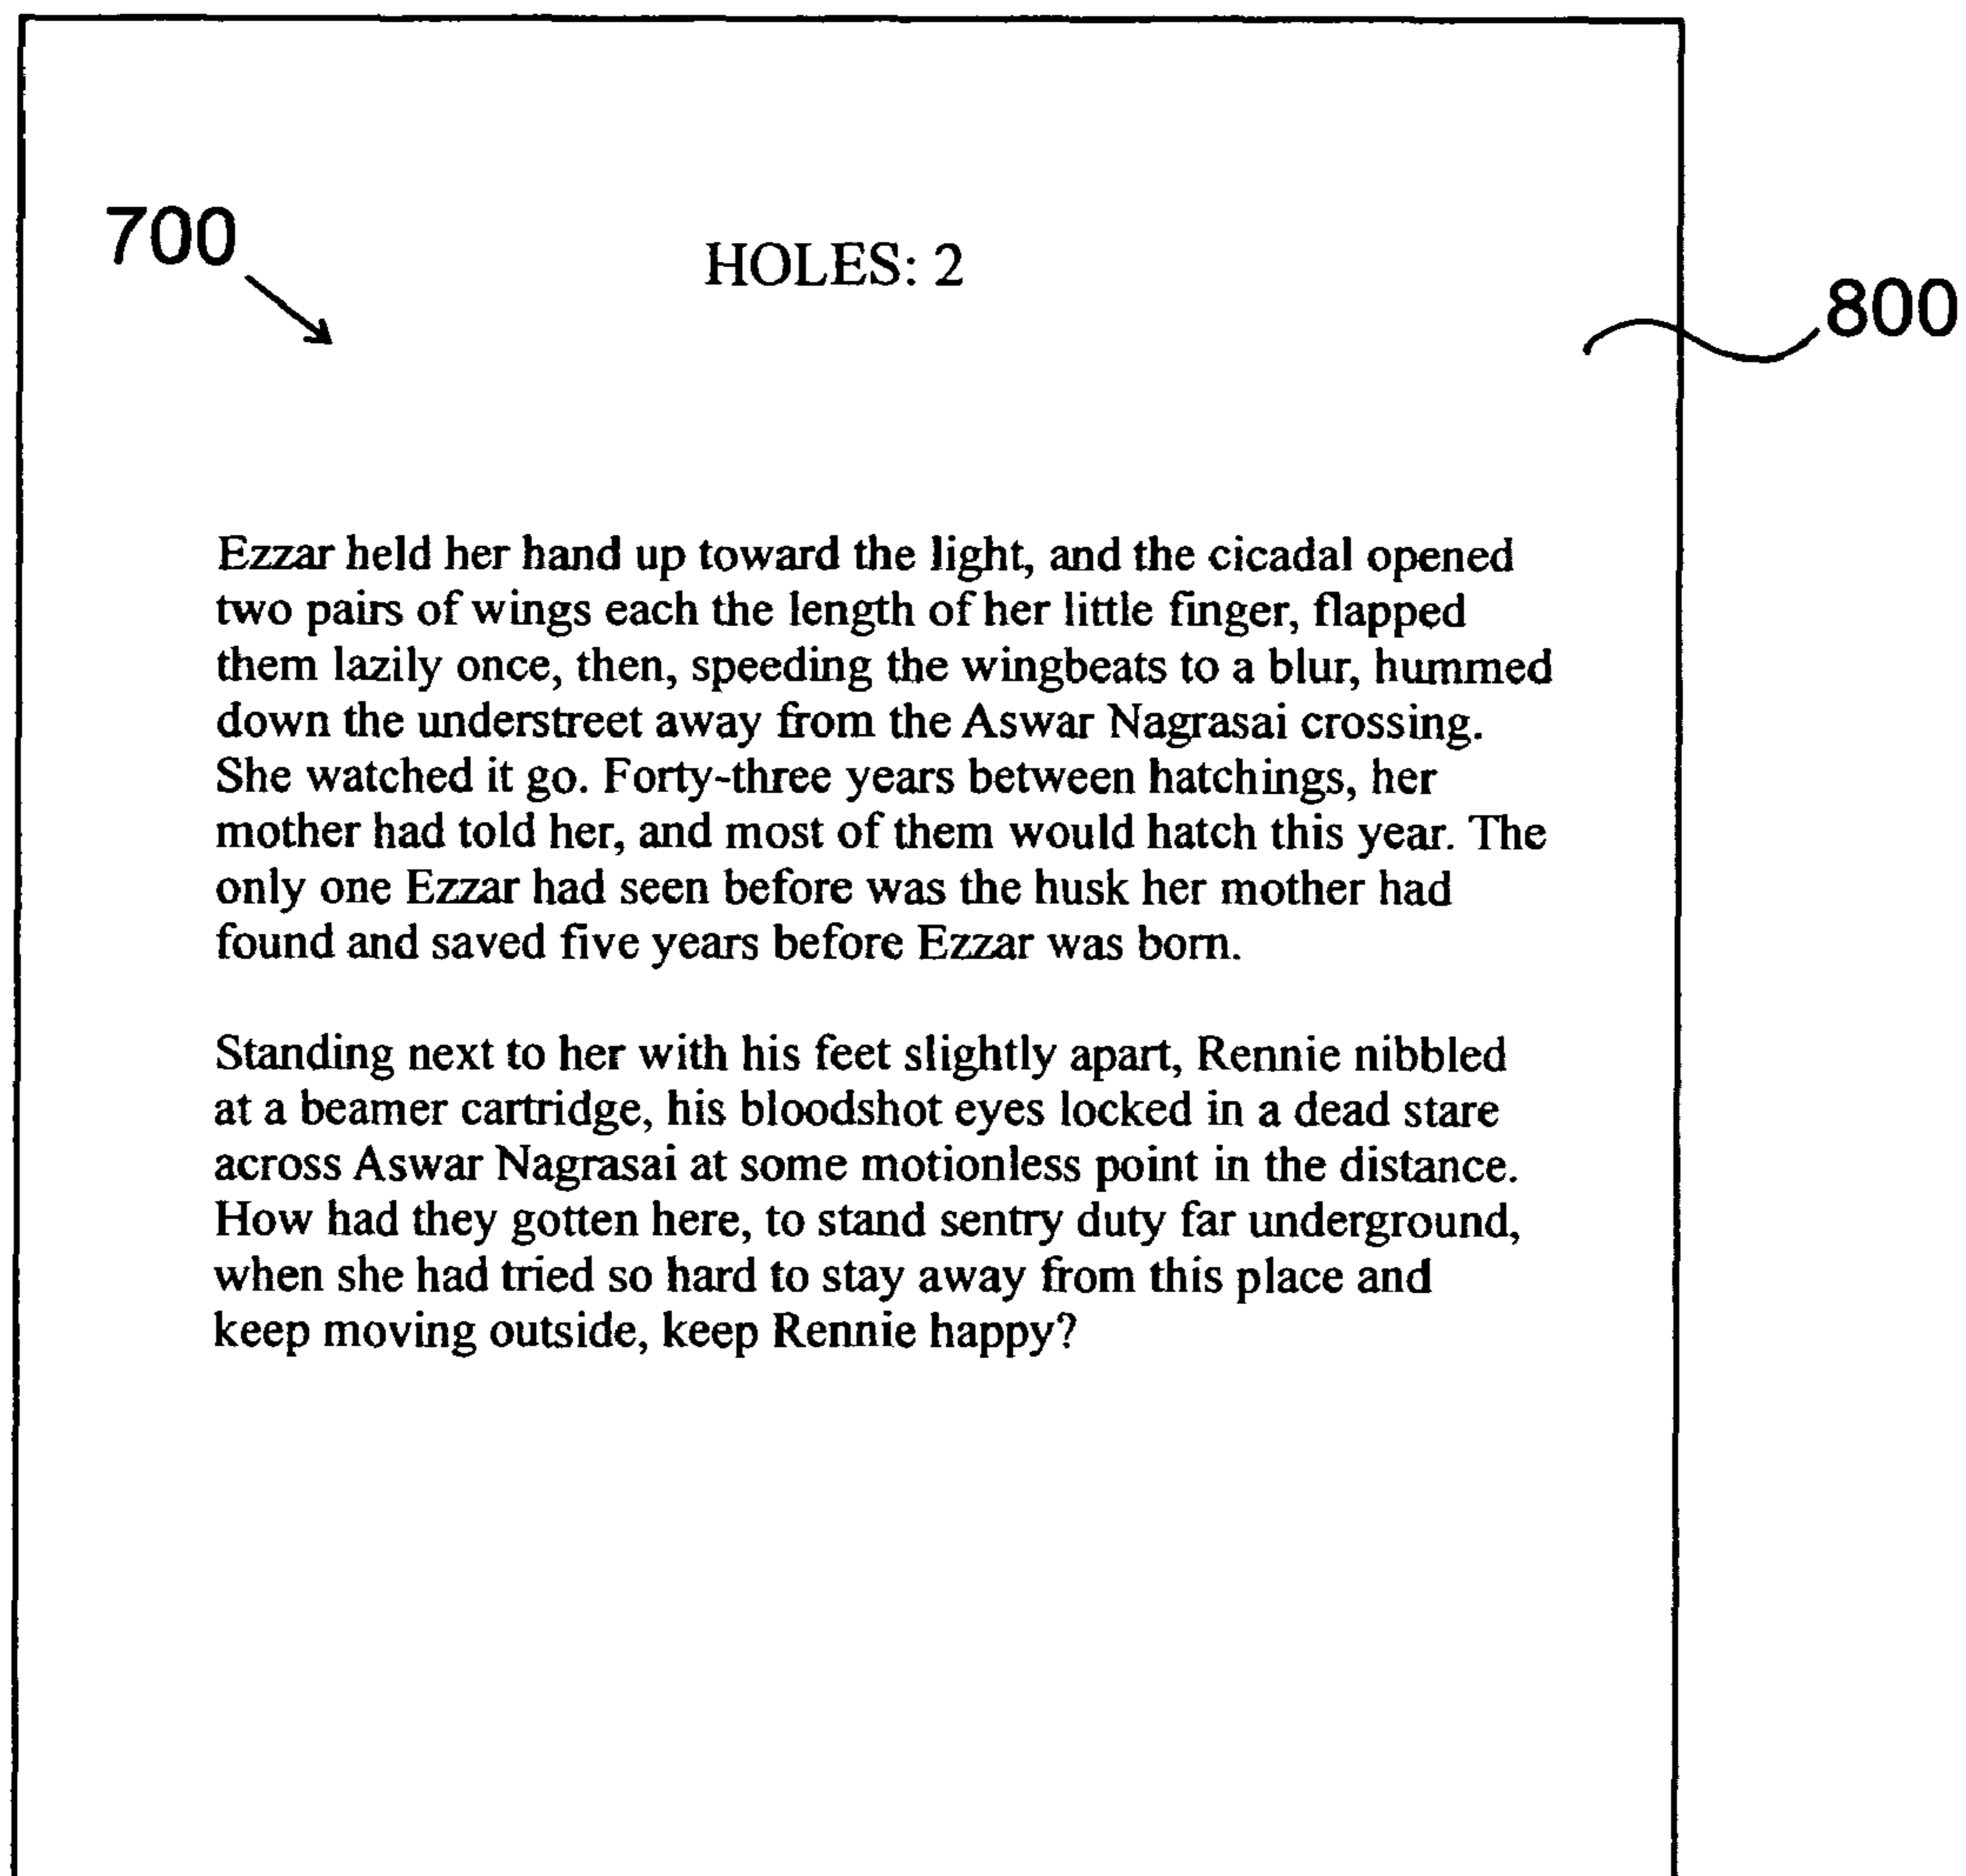 700
HOLES: 2
800
Ezzar held her hand up toward the light, and the cicadal opened
two pairs of wings each the length of her little finger, flapped
them lazily once, then, speeding the wingbeats to a blur, hummed
down the understreet away from the Aswar Nagrasai crossing.
She watched it go. Forty-three years between hatchings, her
mother had told her, and most of them would hatch this year. The
only one Ezzar had seen before was the husk her mother had
found and saved five years before Ezzar was born.
Standing next to her with his feet slightly apart, Rennie nibbled
at a beamer cartridge, his bloodshot eyes locked in a dead stare
across Aswar Nagrasai at some motionless point in the distance.
How had they gotten here, to stand sentry duty far underground,
when she had tried so hard to stay away from this place and
keep moving outside, keep Rennie happy?